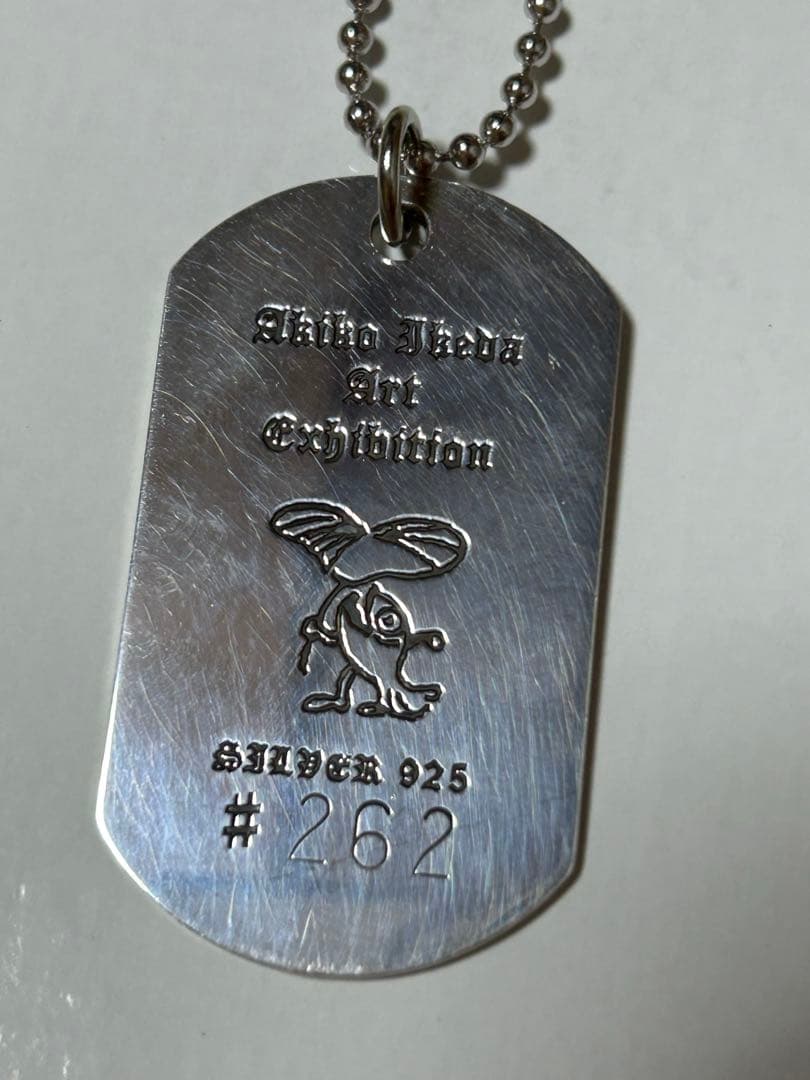 Akiko Ikeda
Art
Exhibition
SILVER 925
# 262